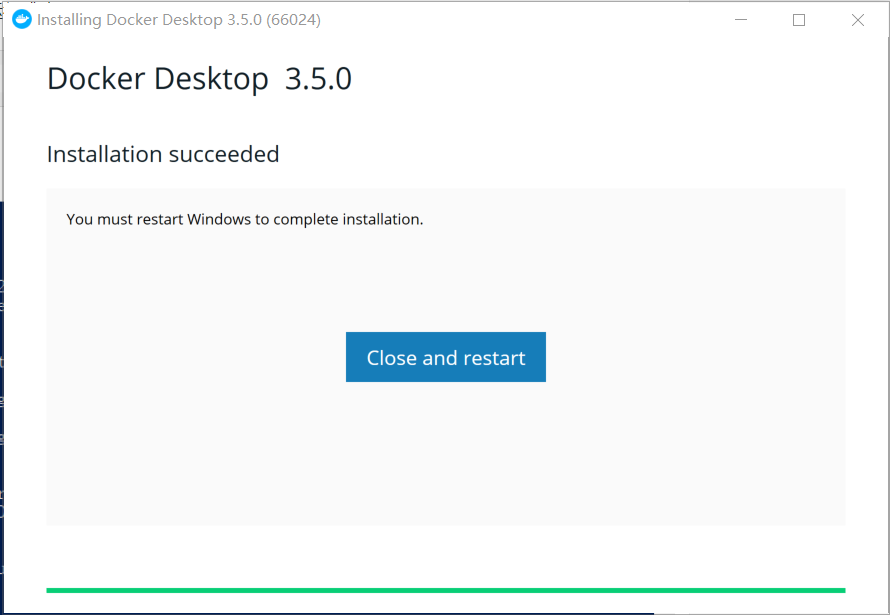 Installing Docker Desktop 3.5.0 (66024)
Docker Desktop 3.5.0
Installation succeeded
You must restart Windows to complete installation.
Close and restart